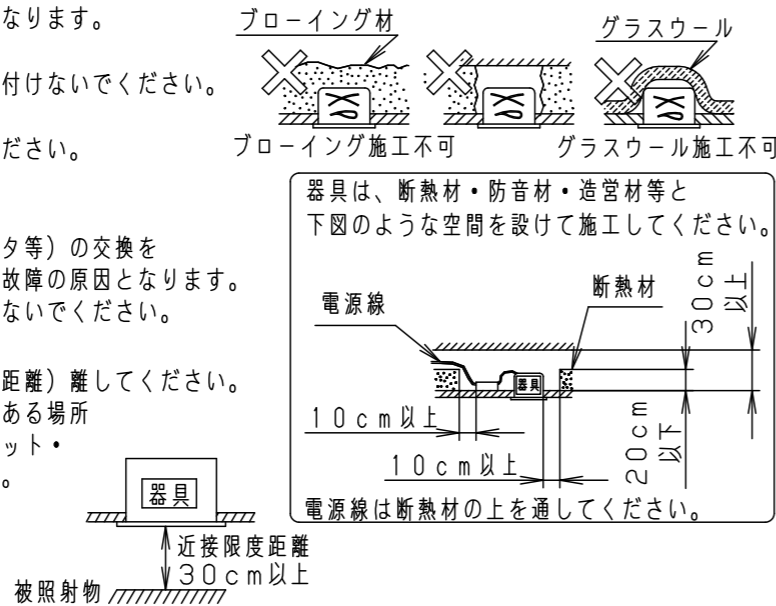 なります。
付けないでください。
ださい。
タ等）の交換を
故障の原因となります。
ないでください。
距離）離してください。
ある場所
ット・
。
器具
近接限度距離
30cm以上
被照射物
ブローイング材
グラスウール
ブローイング施工不可
グラスウール施工不可
器具は、断熱材・防音材・造営材等と
下図のような空間を設けて施工してください。
電源線
断熱材
30cm
以上
器具
10cm以上
10cm以上
20cm
以下
電源線は断熱材の上を通してください。